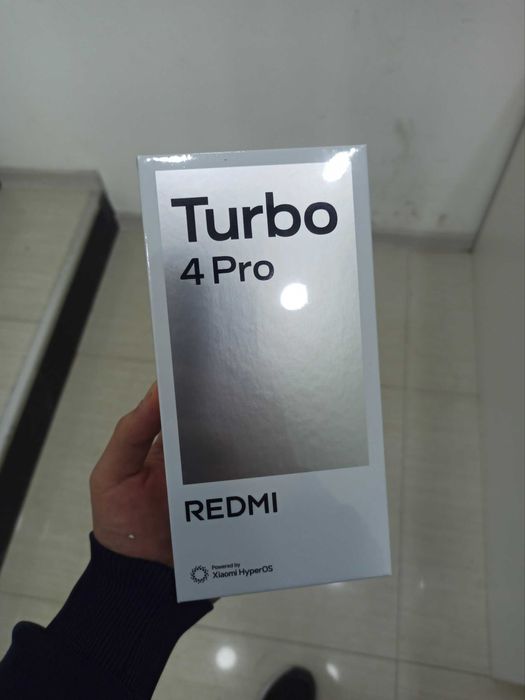 Turbo
4 Pro
REDMI
Powered by
Xiaomi HyperOS